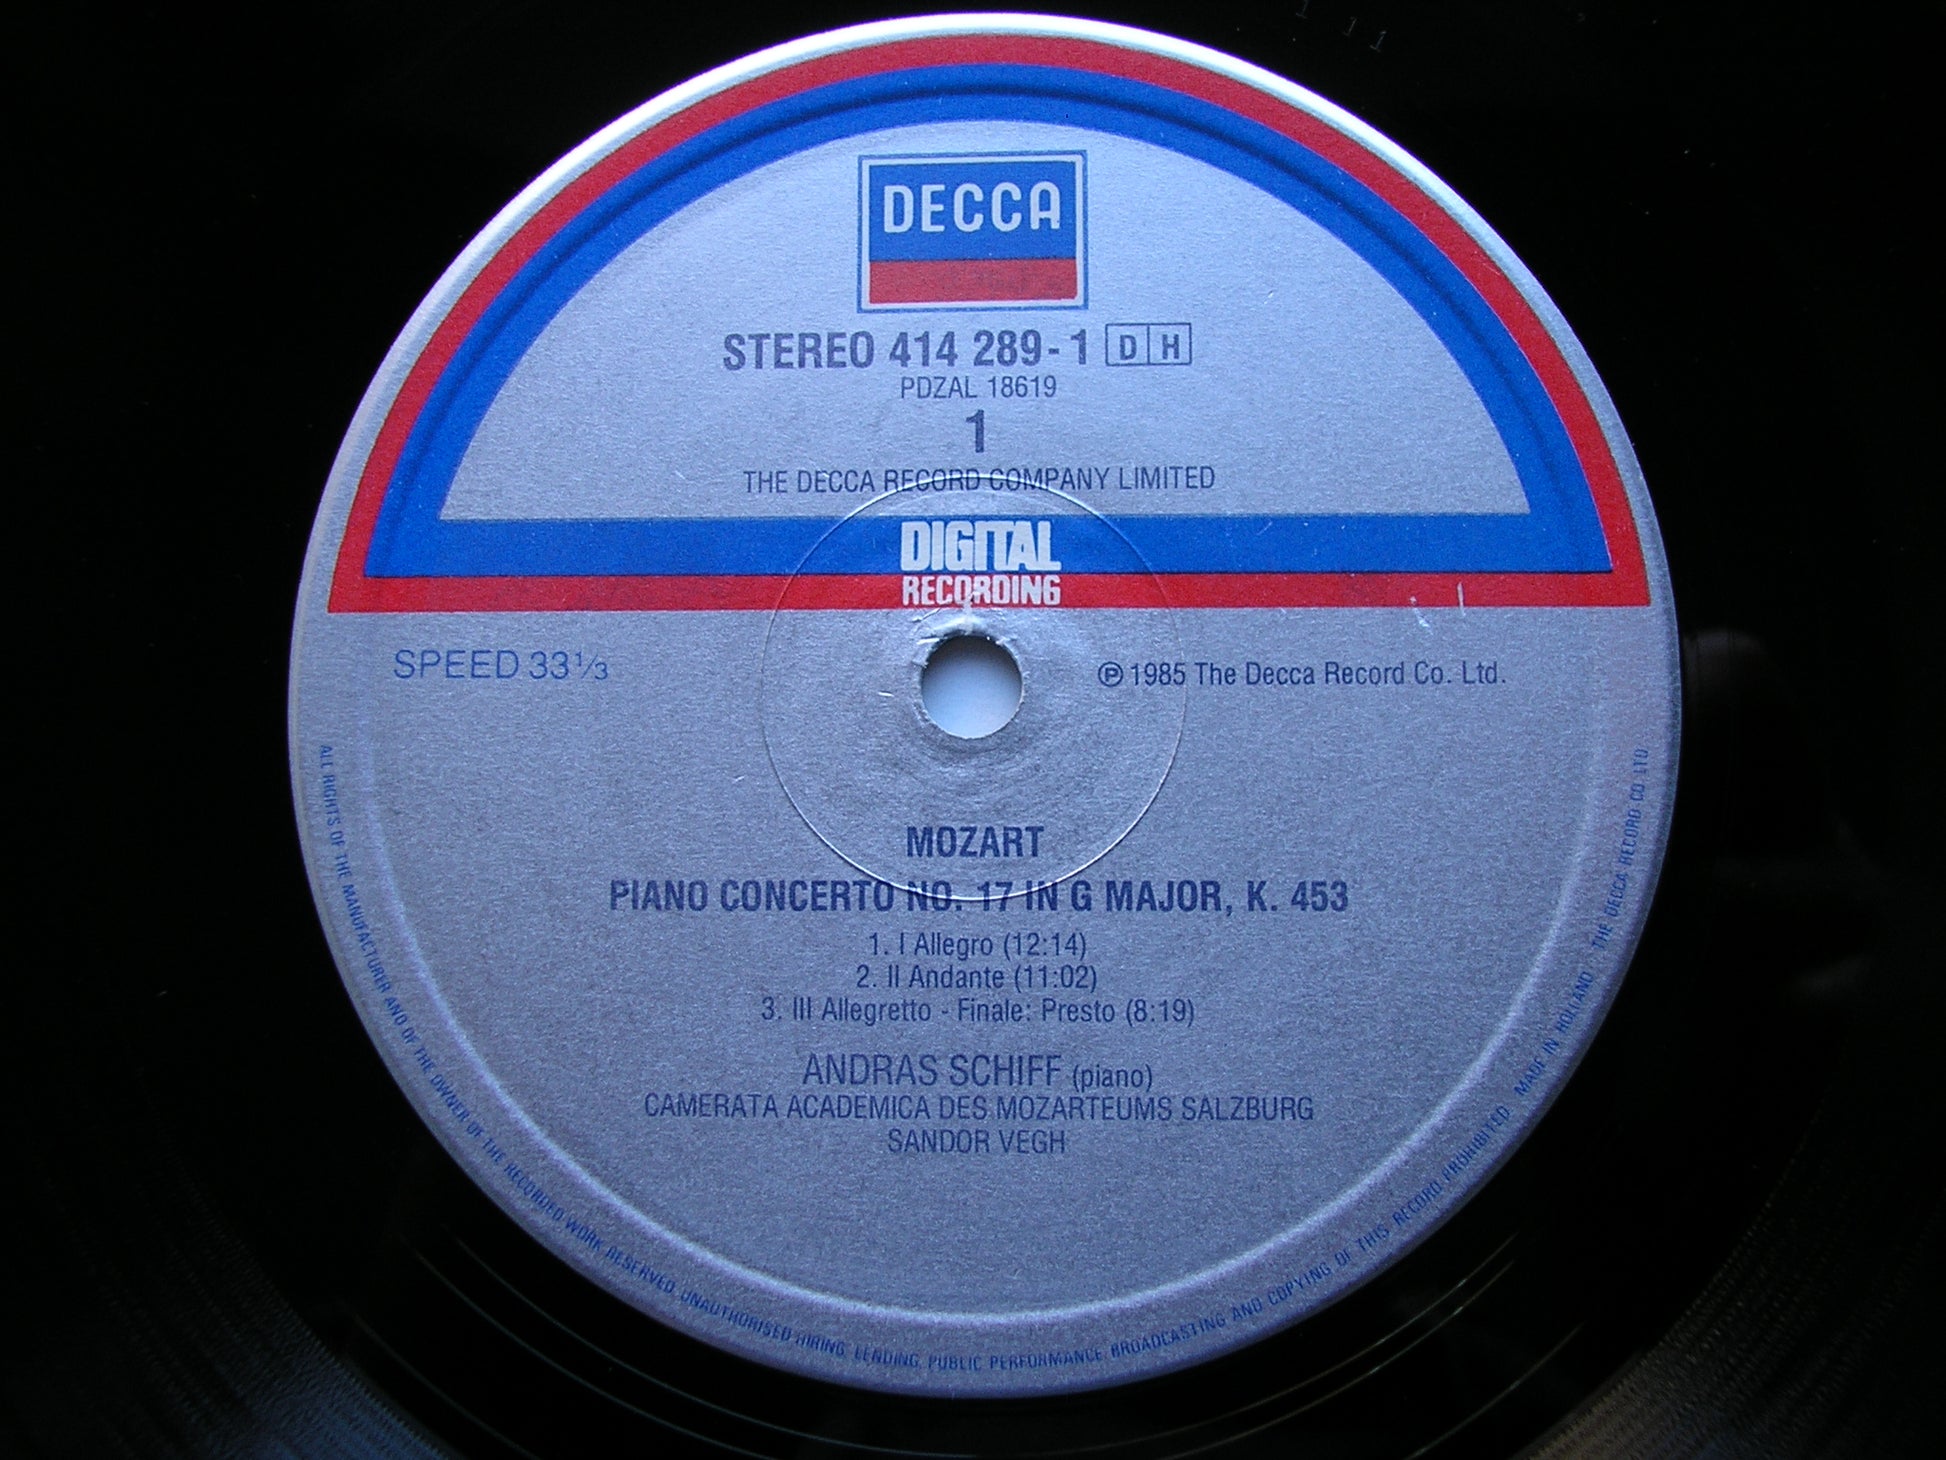 DECCA
STEREO 414 289-1 D H
PDZAL 18619
1
THE DECCA RECORD COMPANY LIMITED
DIGITAL
RECORDING
SPEED 33⅓
℗ 1985 The Decca Record Co. Ltd.
MOZART
PIANO CONCERTO NO. 17 IN G MAJOR, K. 453
1. I Allegro (12:14)
2. II Andante (11:02)
3. III Allegretto - Finale: Presto (8:19)
ANDRAS SCHIFF (piano)
CAMERATA ACADEMICA DES MOZARTEUMS SALZBURG
SANDOR VEGH
ALL RIGHTS OF THE MANUFACTURER AND OF THE OWNER OF THE RECORDED WORK RESERVED. UNAUTHORISED HIRING, LENDING, PUBLIC PERFORMANCE, BROADCASTING AND COPYING OF THIS RECORD PROHIBITED. MADE IN HOLLAND · THE DECCA RECORD CO LTD